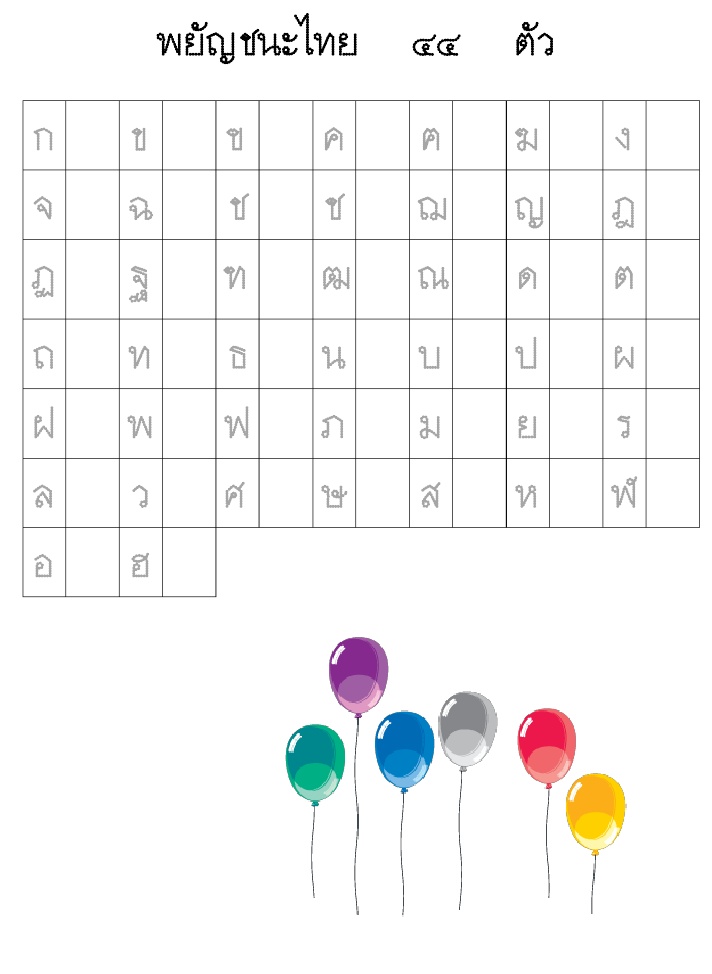 พยัญชนะไทย ๔๔ ตัว
ก ข ฃ ค ฅ ฆ ง
จ ฉ ช ซ ฌ ญ ฎ
ฏ ฐ ฑ ฒ ณ ด ต
ถ ท ธ น บ ป ผ
ฝ พ ฟ ภ ม ย ร
ล ว ศ ษ ส ห ฬ
อ ฮ